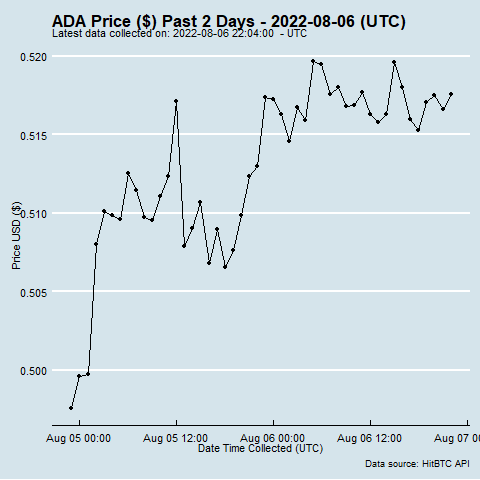 ADA Price ($) Past 2 Days - 2022-08-06 (UTC)
Latest data collected on: 2022-08-06 22:04:00 - UTC
0.520
0.515
0.510
0.505
0.500
Price USD ($)
Aug 05 00:00 Aug 05 12:00 Aug 06 00:00 Aug 06 12:00 Aug 07 0
Date Time Collected (UTC)
Data source: HitBTC API